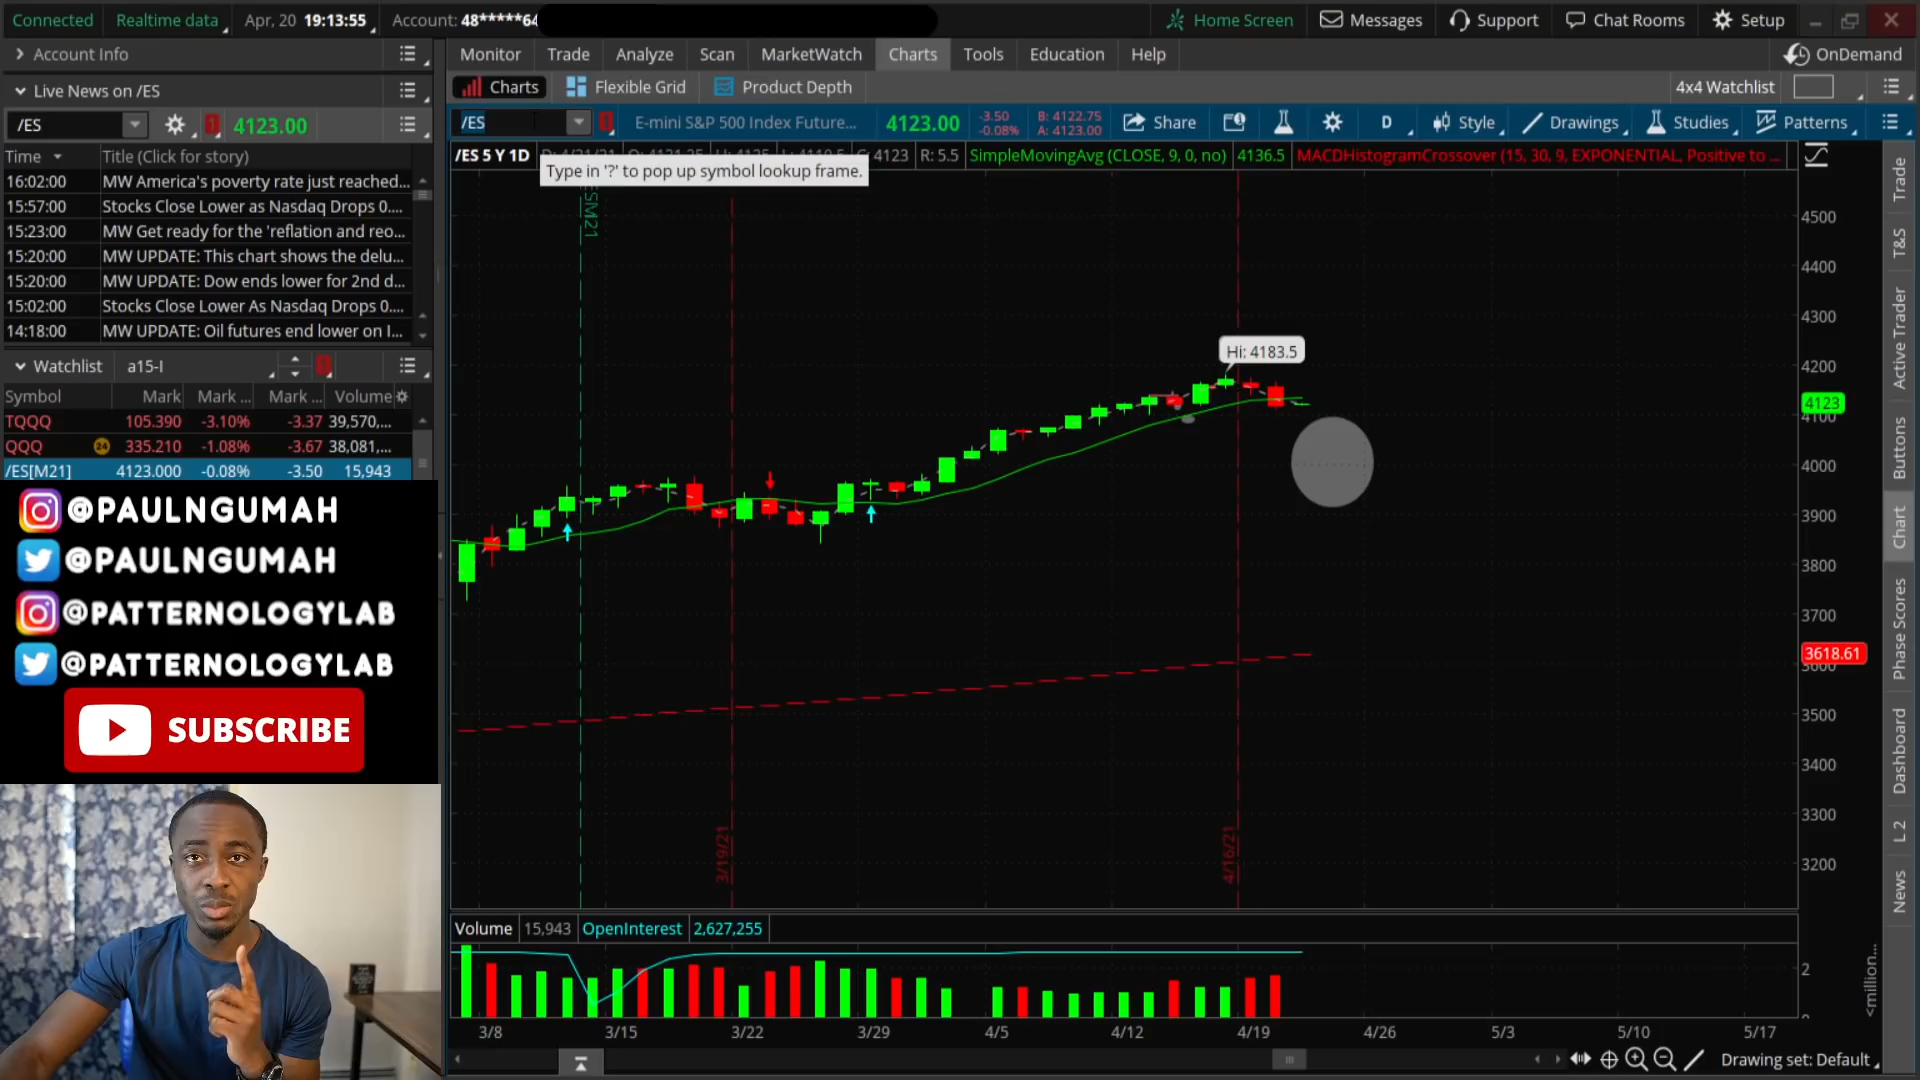 Connected
Realtime data
Apr, 20 19:13:55
Account: 48*****64
Home Screen
Messages
Support
Chat Rooms
Setup
Account Info
Monitor
Trade
Analyze
Scan
MarketWatch
Charts
Tools
Education
Help
OnDemand
Live News on /ES
Charts
Flexible Grid
Product Depth
4x4 Watchlist
/ES
4123.00
/ES
E-mini S&P 500 Index Future...
4123.00
-3.50
-0.08%
B: 4122.75
A: 4123.00
Share
D
Style
Drawings
Studies
Patterns
Time
Title (Click for story)
/ES 5 Y 1D
4123
R: 5.5
SimpleMovingAvg (CLOSE, 9, 0, no)
4136.5
MACDHistogramCrossover (15, 30, 9, EXPONENTIAL, Positive to ...
Type in '?' to pop up symbol lookup frame.
16:02:00 MW America's poverty rate just reached...
15:57:00 Stocks Close Lower as Nasdaq Drops 0....
15:23:00 MW Get ready for the 'reflation and reo...
15:20:00 MW UPDATE: This chart shows the delu...
15:20:00 MW UPDATE: Dow ends lower for 2nd d...
15:02:00 Stocks Close Lower As Nasdaq Drops 0....
14:18:00 MW UPDATE: Oil futures end lower on I...
Watchlist
a15-I
Symbol Mark Mark ... Mark ... Volume
TQQQ 105.390 -3.10% -3.37 39,570,...
QQQ 24 335.210 -1.08% -3.67 38,081,...
/ES[M21] 4123.000 -0.08% -3.50 15,943
@PAULNGUMAH
@PAULNGUMAH
@PATTERNOLOGYLAB
@PATTERNOLOGYLAB
SUBSCRIBE
ESM21
Hi: 4183.5
3/19/21
4/16/21
4500
4400
4300
4200
4123
4100
4000
3900
3800
3700
3618.61
3600
3500
3400
3300
3200
Trade
T&S
Active Trader
Buttons
Chart
Phase Scores
Dashboard
L 2
News
Volume
15,943
OpenInterest
2,627,255
2
<million...
3/8
3/15
3/22
3/29
4/5
4/12
4/19
4/26
5/3
5/10
5/17
Drawing set: Default